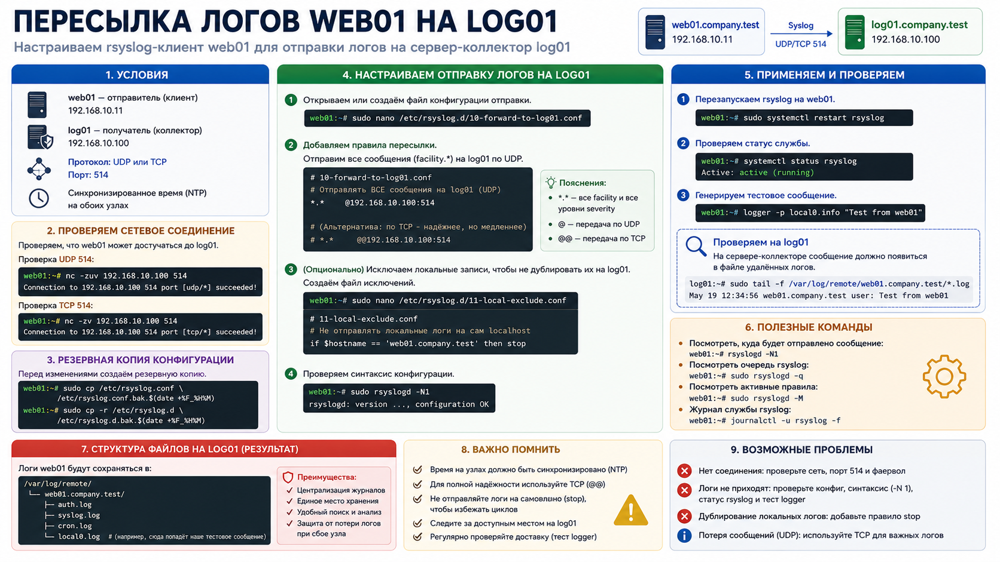 ПЕРЕСЫЛКА ЛОГОВ WEB01 НА LOG01
Настраиваем rsyslog-клиент web01 для отправки логов на сервер-коллектор log01
web01.company.test
192.168.10.11
Syslog
UDP/TCP 514
log01.company.test
192.168.10.100
1. УСЛОВИЯ
web01 — отправитель (клиент)
192.168.10.11
log01 — получатель (коллектор)
192.168.10.100
Протокол: UDP или TCP
Порт: 514
Синхронизированное время (NTP)
на обоих узлах
2. ПРОВЕРЯЕМ СЕТЕВОЕ СОЕДИНЕНИЕ
Проверяем, что web01 может достучаться до log01.
Проверка UDP 514:
web01:~# nc -zuv 192.168.10.100 514
Connection to 192.168.10.100 514 port [udp/*] succeeded!
Проверка TCP 514:
web01:~# nc -zv 192.168.10.100 514
Connection to 192.168.10.100 514 port [tcp/*] succeeded!
3. РЕЗЕРВНАЯ КОПИЯ КОНФИГУРАЦИИ
Перед изменениями создаём резервную копию.
web01:~# sudo cp /etc/rsyslog.conf \
/etc/rsyslog.conf.bak.$(date +%F_%H%M)
web01:~# sudo cp -r /etc/rsyslog.d \
/etc/rsyslog.d.bak.$(date +%F_%H%M)
4. НАСТРАИВАЕМ ОТПРАВКУ ЛОГОВ НА LOG01
1 Открываем или создаём файл конфигурации отправки.
web01:~# sudo nano /etc/rsyslog.d/10-forward-to-log01.conf
2 Добавляем правила пересылки.
Отправим все сообщения (facility.*) на log01 по UDP.
# 10-forward-to-log01.conf
# Отправлять ВСЕ сообщения на log01 (UDP)
*.* @192.168.10.100:514
# (Альтернатива: по TCP - надёжнее, но медленнее)
# *.* @@192.168.10.100:514
Пояснения:
• *.* — все facility и все
уровни severity
• @ — передача по UDP
• @@ — передача по TCP
3 (Опционально) Исключаем локальные записи, чтобы не дублировать их на log01.
Создаём файл исключений.
web01:~# sudo nano /etc/rsyslog.d/11-local-exclude.conf
# 11-local-exclude.conf
# Не отправлять локальные логи на сам localhost
if $hostname == 'web01.company.test' then stop
4 Проверяем синтаксис конфигурации.
web01:~# sudo rsyslogd -N1
rsyslogd: version ..., configuration OK
5. ПРИМЕНЯЕМ И ПРОВЕРЯЕМ
1 Перезапускаем rsyslog на web01.
web01:~# sudo systemctl restart rsyslog
2 Проверяем статус службы.
web01:~# systemctl status rsyslog
Active: active (running)
3 Генерируем тестовое сообщение.
web01:~# logger -p local0.info "Test from web01"
Проверяем на log01
На сервере-коллекторе сообщение должно появиться
в файле удалённых логов.
log01:~# sudo tail -f /var/log/remote/web01.company.test/*.log
May 19 12:34:56 web01.company.test user: Test from web01
6. ПОЛЕЗНЫЕ КОМАНДЫ
• Посмотреть, куда будет отправлено сообщение:
web01:~# rsyslogd -N1
• Посмотреть очередь rsyslog:
web01:~# sudo rsyslogd -q
• Посмотреть активные правила:
web01:~# sudo rsyslogd -M
• Журнал службы rsyslog:
web01:~# journalctl -u rsyslog -f
7. СТРУКТУРА ФАЙЛОВ НА LOG01 (РЕЗУЛЬТАТ)
Логи web01 будут сохраняться в:
/var/log/remote/
└── web01.company.test/
├─ auth.log
├─ syslog.log
├─ cron.log
└─ local0.log # (например, сюда попадёт наше тестовое сообщение)
Преимущества:
✓ Централизация журналов
✓ Единое место хранения
✓ Удобный поиск и анализ
✓ Защита от потери логов
при сбое узла
8. ВАЖНО ПОМНИТЬ
Время на узлах должно быть синхронизировано (NTP)
Для полной надёжности используйте TCP (@@)
Не отправляйте логи на (stop),
чтобы избежать циклов
Следите за доступным местом на log01
Регулярно проверяйте доставку (тест logger)
9. ВОЗМОЖНЫЕ ПРОБЛЕМЫ
Нет соединения: проверьте сеть, порт 514 и фаервол
Логи не приходят: проверьте конфиг, синтаксис (-N 1),
статус rsyslog и тест logger
Дублирование локальных логов: добавьте правило stop
Потеря сообщений (UDP): используйте TCP для важных логов